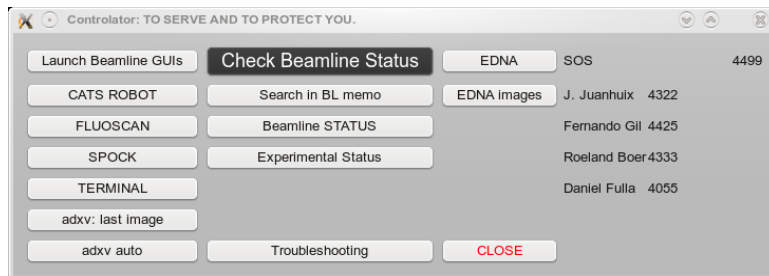 Controlator: TO SERVE AND TO PROTECT YOU.
Launch Beamline GUIs Check Beamline Status EDNA SOS 4499
CATS ROBOT Search in BL memo EDNA images J. Juanhuix 4322
FLUOSCAN Beamline STATUS Fernando Gil 4425
SPOCK Experimental Status Roeland Boer 4333
TERMINAL Daniel Fulla 4055
adxv: last image
adxv auto Troubleshooting CLOSE